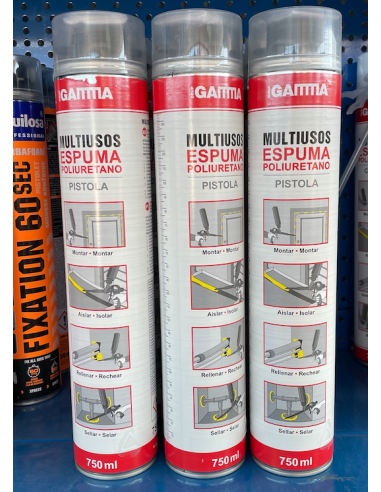 GAMMA
MULTIUSOS
ESPUMA
POLIURETANO
PISTOLA
Montar • Montar
Aislar • Isolar
Rellenar • Rechear
Sellar • Selar
750 ml
GAMMA
MULTIUSOS
ESPUMA
POLIURETANO
PISTOLA
Montar • Montar
Aislar • Isolar
Rellenar • Rechear
Sellar • Selar
750 ml
GAMMA
MULTIUSOS
ESPUMA
POLIURETANO
PISTOLA
Montar • Montar
Aislar • Isolar
Rellenar • Rechear
Sellar • Selar
750 ml
uilosa
FIXATION 60 SEC